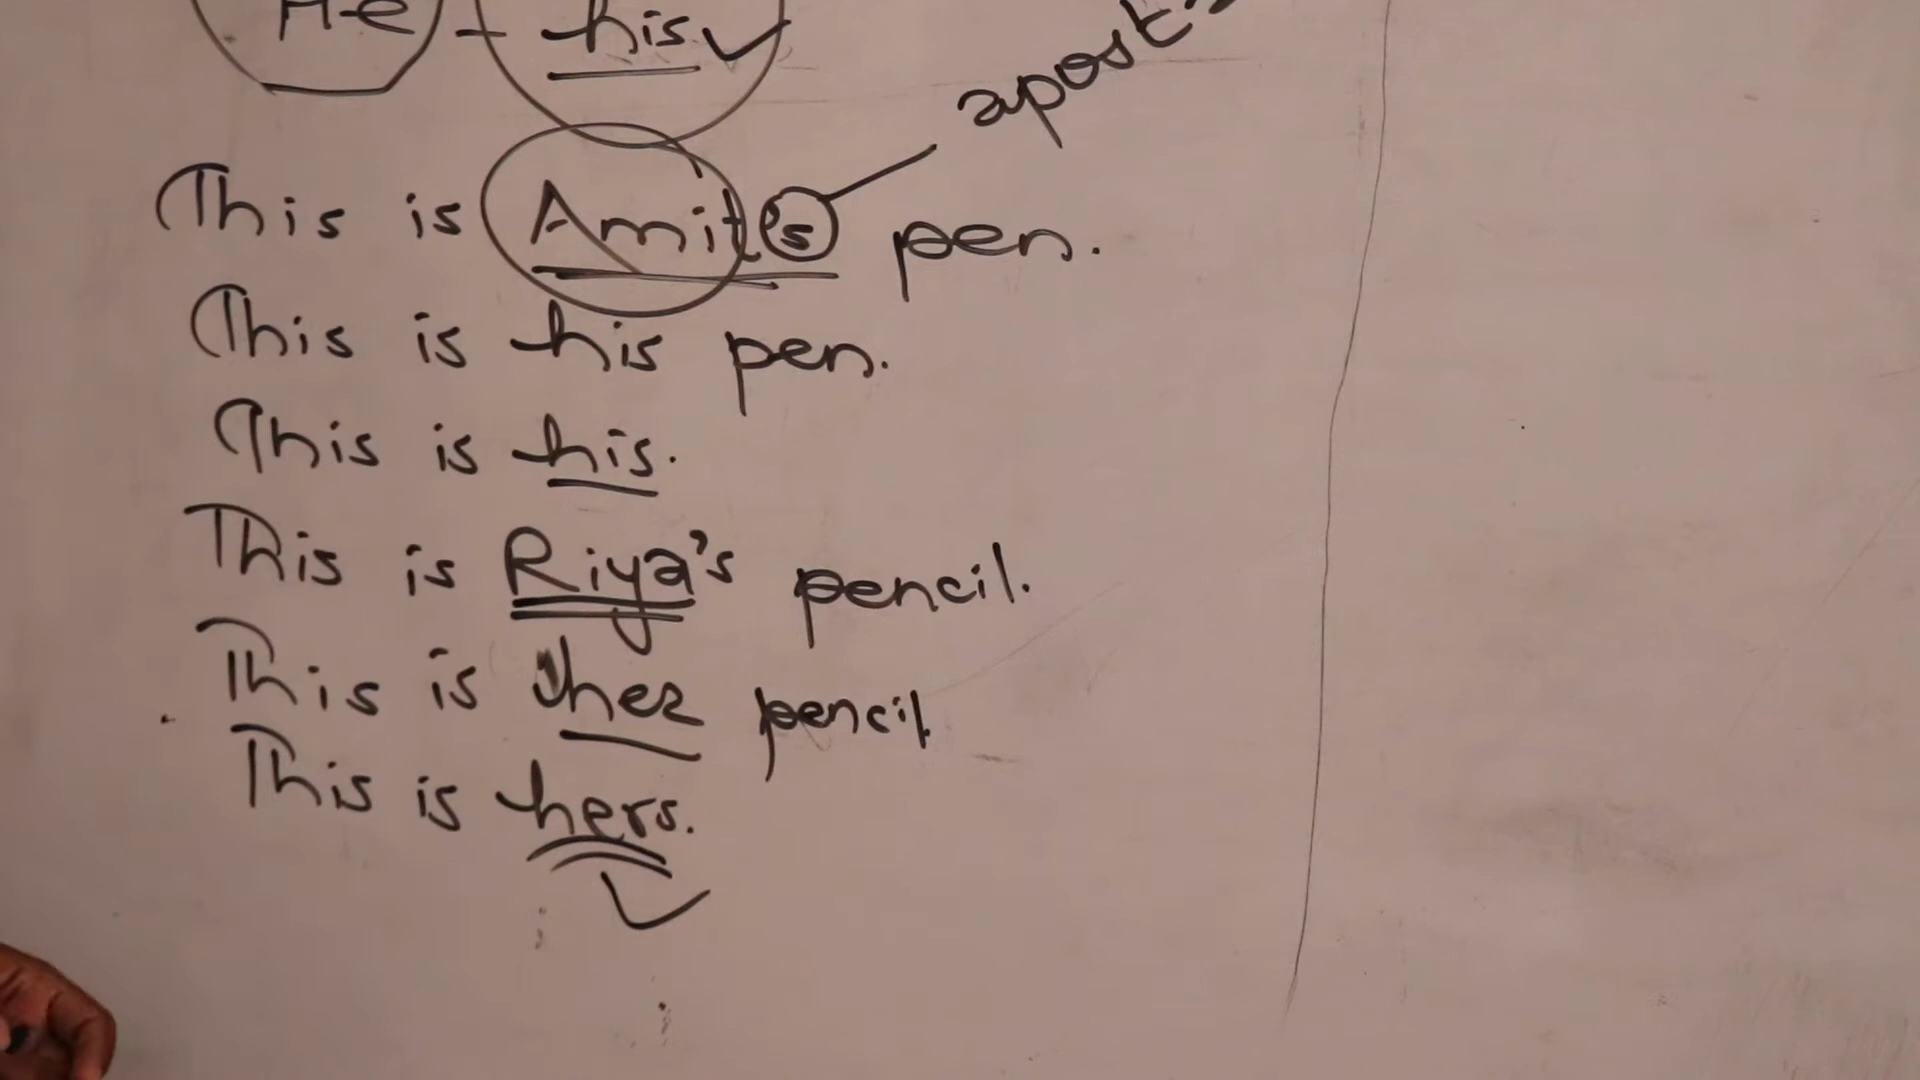 He - his
apost
This is Amit's pen.
This is his pen.
This is his.
This is Riya's pencil.
This is her pencil.
This is hers.